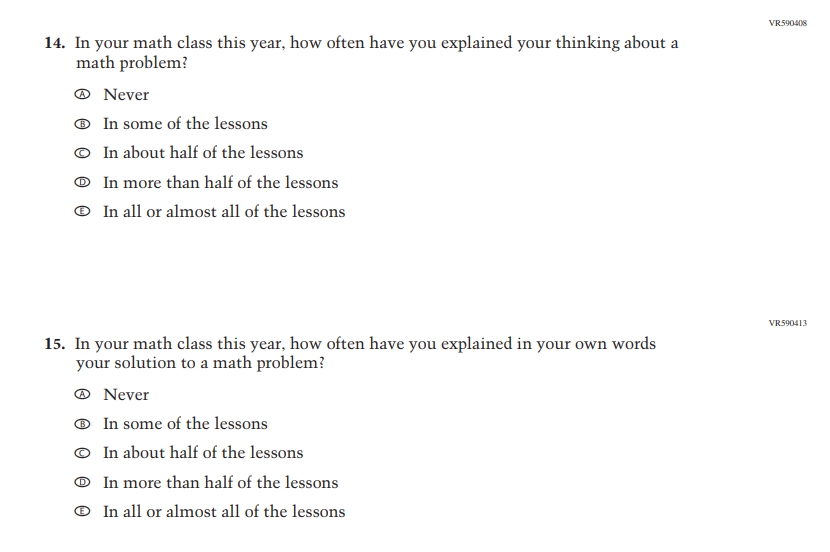 VR590408
14. In your math class this year, how often have you explained your thinking about a
math problem?
Ⓐ Never
Ⓑ In some of the lessons
Ⓒ In about half of the lessons
Ⓓ In more than half of the lessons
Ⓔ In all or almost all of the lessons
VR590413
15. In your math class this year, how often have you explained in your own words
your solution to a math problem?
Ⓐ Never
Ⓑ In some of the lessons
Ⓒ In about half of the lessons
Ⓓ In more than half of the lessons
Ⓔ In all or almost all of the lessons